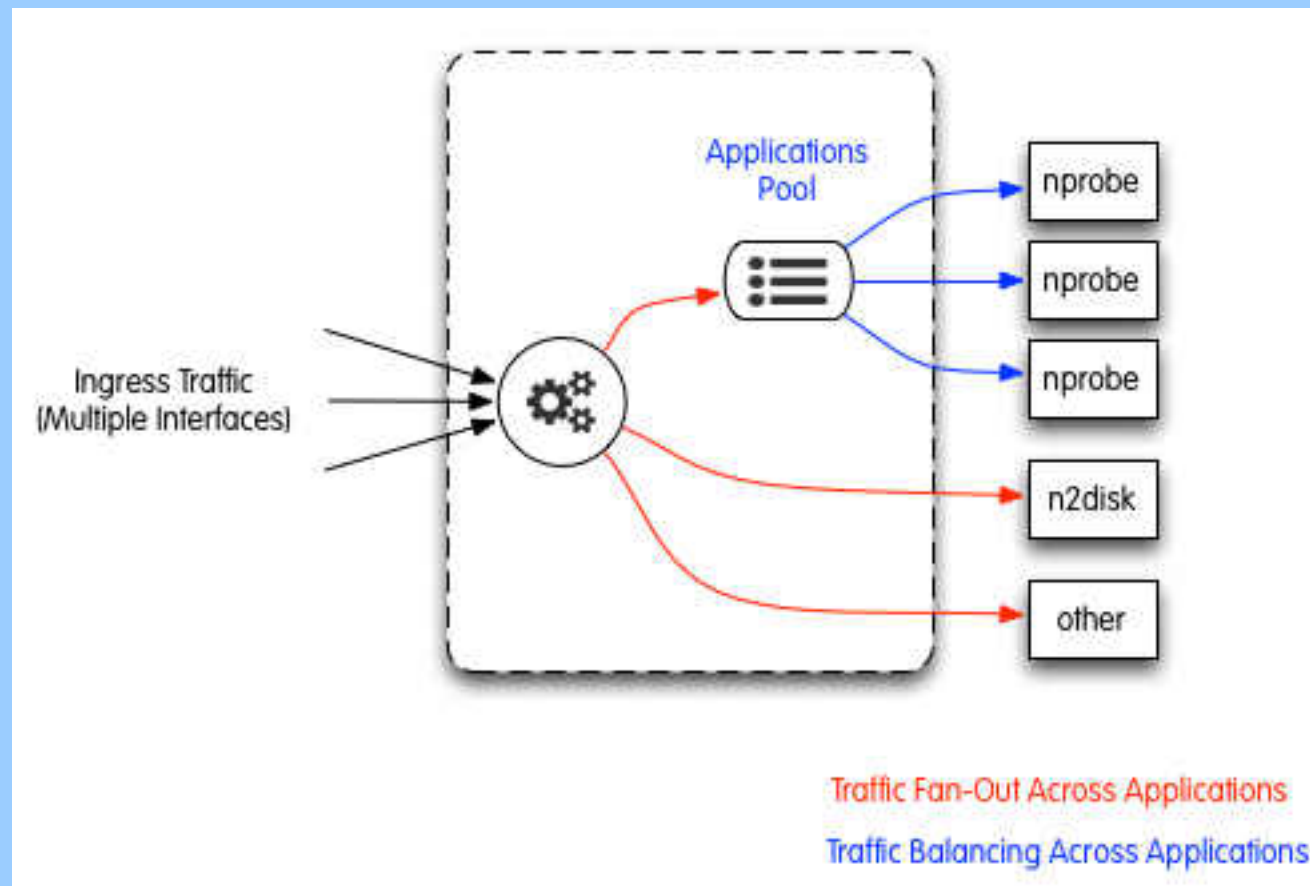 Applications
Pool
nprobe
nprobe
nprobe
Ingress Traffic
(Multiple Interfaces)
n2disk
other
Traffic Fan-Out Across Applications
Traffic Balancing Across Applications